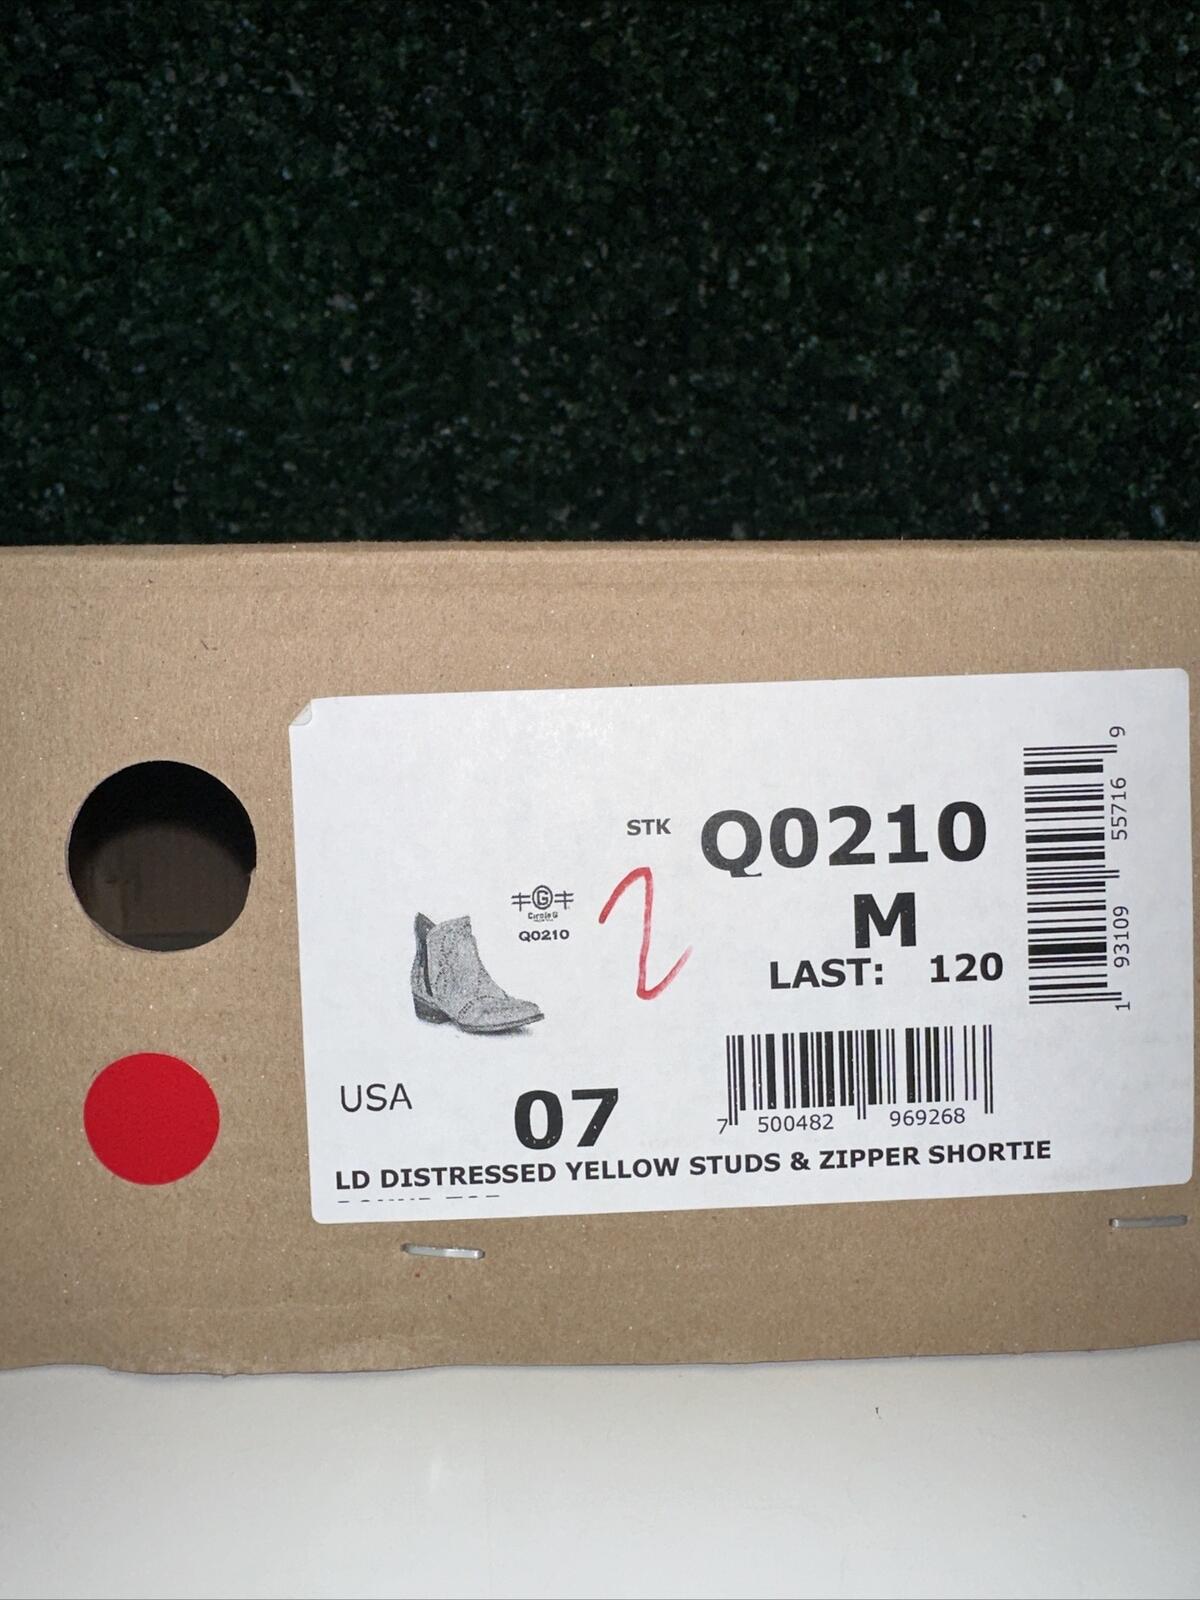 STK Q0210
M
LAST: 120
Circle G
Q0210
2
1 93109 55716 9
USA 07
7 500482 969268
LD DISTRESSED YELLOW STUDS & ZIPPER SHORTIE